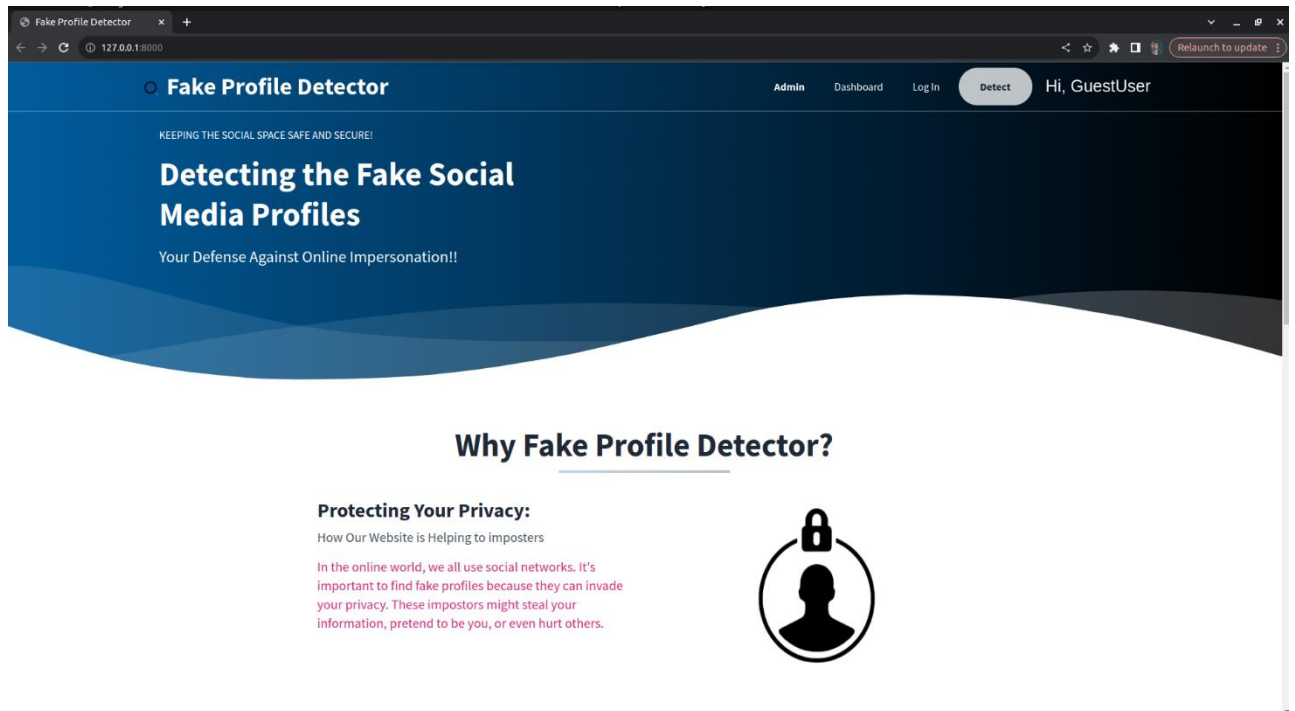 Fake Profile Detector
127.0.0.1:8000
Relaunch to update
Fake Profile Detector
Admin
Dashboard
Log In
Detect
Hi, GuestUser
KEEPING THE SOCIAL SPACE SAFE AND SECURE!
Detecting the Fake Social
Media Profiles
Your Defense Against Online Impersonation!!
Why Fake Profile Detector?
Protecting Your Privacy:
How Our Website is Helping to imposters
In the online world, we all use social networks. It's
important to find fake profiles because they can invade
your privacy. These impostors might steal your
information, pretend to be you, or even hurt others.